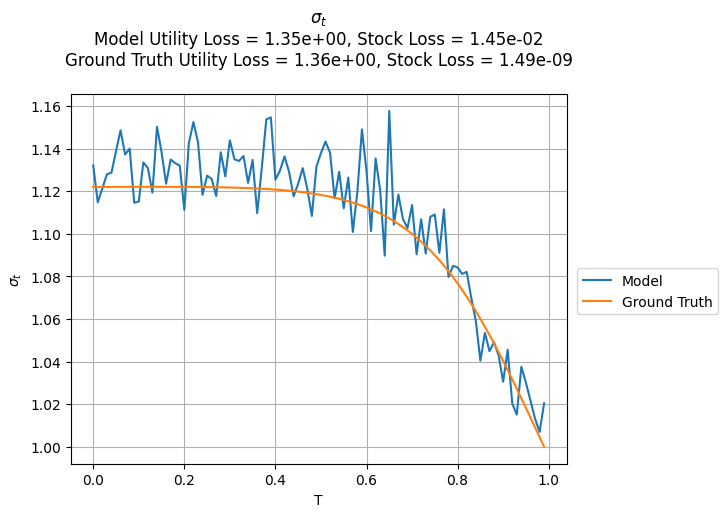 σₜ
Model Utility Loss = 1.35e+00, Stock Loss = 1.45e-02
Ground Truth Utility Loss = 1.36e+00, Stock Loss = 1.49e-09
1.16
1.14
1.12
1.10
1.08
1.06
1.04
1.02
1.00
σₜ
0.0 0.2 0.4 0.6 0.8 1.0
T
Model
Ground Truth